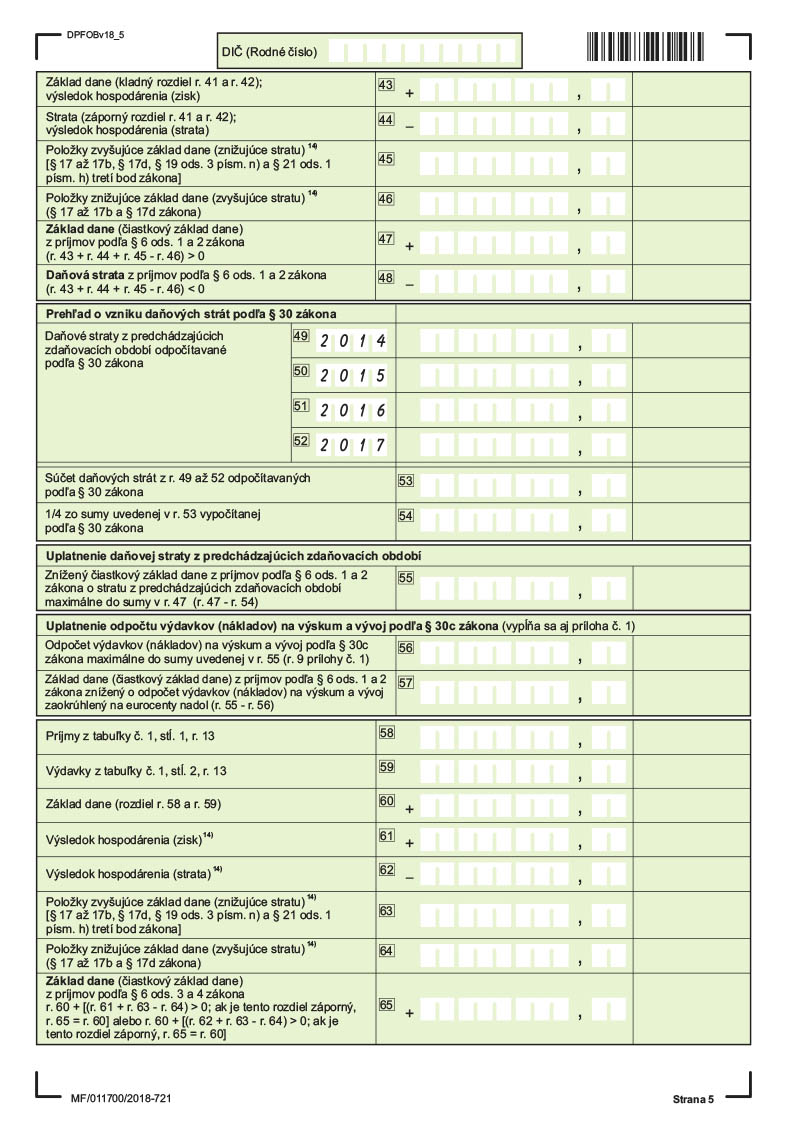 DPFOBv18_5
DIČ (Rodné číslo)
Základ dane (kladný rozdiel r. 41 a r. 42);
výsledok hospodárenia (zisk)
43 + ,
Strata (záporný rozdiel r. 41 a r. 42);
výsledok hospodárenia (strata)
44 – ,
Položky zvyšujúce základ dane (znižujúce stratu) 14)
[§ 17 až 17b, § 17d, § 19 ods. 3 písm. n) a § 21 ods. 1
písm. h) tretí bod zákona]
45 ,
Položky znižujúce základ dane (zvyšujúce stratu) 14)
(§ 17 až 17b a § 17d zákona)
46 ,
Základ dane (čiastkový základ dane)
z príjmov podľa § 6 ods. 1 a 2 zákona
(r. 43 + r. 44 + r. 45 - r. 46) > 0
47 + ,
Daňová strata z príjmov podľa § 6 ods. 1 a 2 zákona
(r. 43 + r. 44 + r. 45 - r. 46) < 0
48 – ,
Prehľad o vzniku daňových strát podľa § 30 zákona
Daňové straty z predchádzajúcich
zdaňovacích období odpočítavané
podľa § 30 zákona
49 2014 ,
50 2015 ,
51 2016 ,
52 2017 ,
Súčet daňových strát z r. 49 až 52 odpočítavaných
podľa § 30 zákona
53 ,
1/4 zo sumy uvedenej v r. 53 vypočítanej
podľa § 30 zákona
54 ,
Uplatnenie daňovej straty z predchádzajúcich zdaňovacích období
Znížený čiastkový základ dane z príjmov podľa § 6 ods. 1 a 2
zákona o stratu z predchádzajúcich zdaňovacích období
maximálne do sumy v r. 47 (r. 47 - r. 54)
55 ,
Uplatnenie odpočtu výdavkov (nákladov) na výskum a vývoj podľa § 30c zákona (vypĺňa sa aj príloha č. 1)
Odpočet výdavkov (nákladov) na výskum a vývoj podľa § 30c
zákona maximálne do sumy uvedenej v r. 55 (r. 9 prílohy č. 1)
56 ,
Základ dane (čiastkový základ dane) z príjmov podľa § 6 ods. 1 a 2
zákona znížený o odpočet výdavkov (nákladov) na výskum a vývoj
zaokrúhlený na eurocenty nadol (r. 55 - r. 56)
57 ,
Príjmy z tabuľky č. 1, stĺ. 1, r. 13
58 ,
Výdavky z tabuľky č. 1, stĺ. 2, r. 13
59 ,
Základ dane (rozdiel r. 58 a r. 59)
60 + ,
Výsledok hospodárenia (zisk) 14)
61 + ,
Výsledok hospodárenia (strata) 14)
62 – ,
Položky zvyšujúce základ dane (znižujúce stratu) 14)
[§ 17 až 17b, § 17d, § 19 ods. 3 písm. n) a § 21 ods. 1
písm. h) tretí bod zákona]
63 ,
Položky znižujúce základ dane (zvyšujúce stratu) 14)
(§ 17 až 17b a § 17d zákona)
64 ,
Základ dane (čiastkový základ dane)
z príjmov podľa § 6 ods. 3 a 4 zákona
r. 60 + [(r. 61 + r. 63 - r. 64) > 0; ak je tento rozdiel záporný,
r. 65 = r. 60] alebo r. 60 + [(r. 62 + r. 63 - r. 64) > 0; ak je
tento rozdiel záporný, r. 65 = r. 60]
65 + ,
MF/011700/2018-721
Strana 5